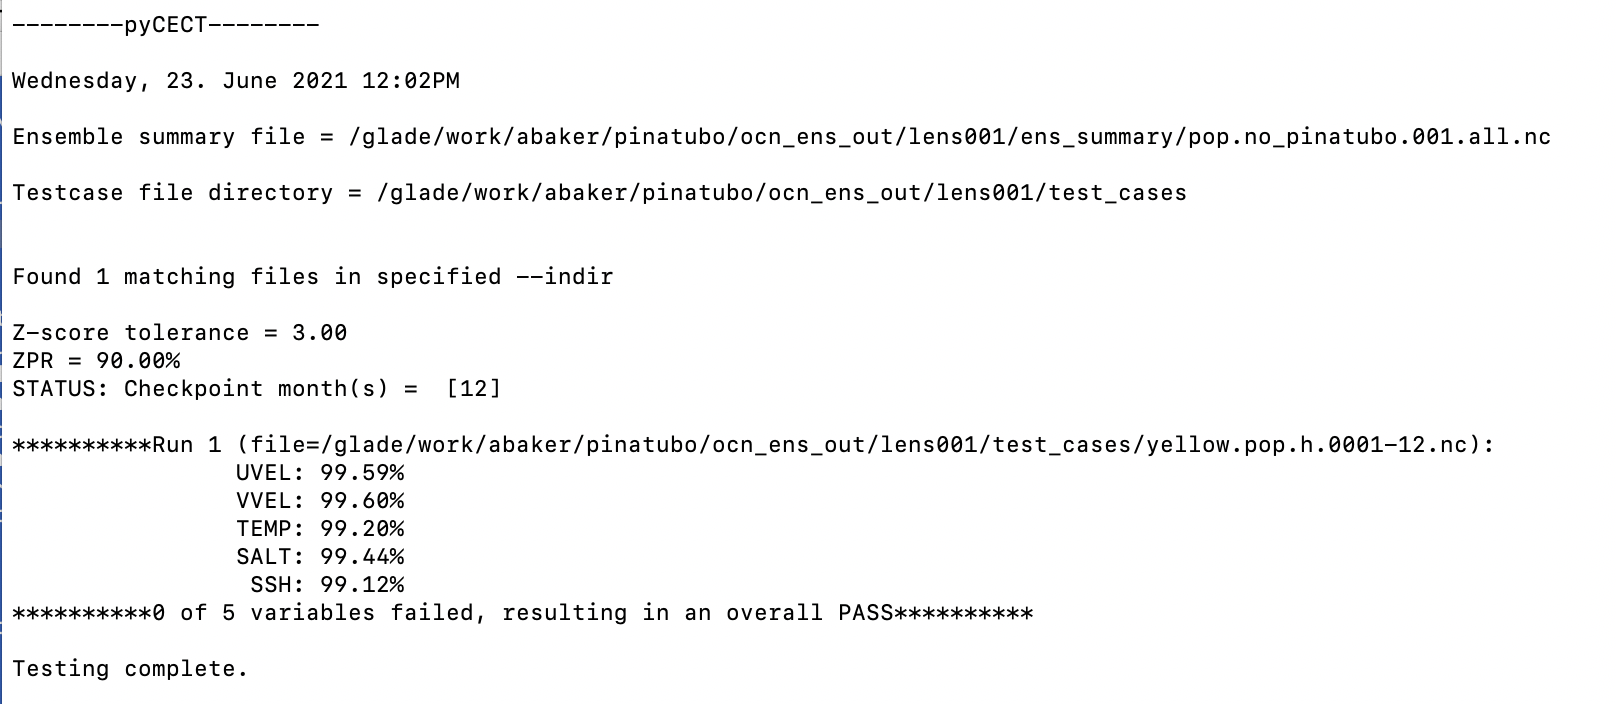 --------pyCECT--------
Wednesday, 23. June 2021 12:02PM
Ensemble summary file = /glade/work/abaker/pinatubo/ocn_ens_out/lens001/ens_summary/pop.no_pinatubo.001.all.nc
Testcase file directory = /glade/work/abaker/pinatubo/ocn_ens_out/lens001/test_cases
Found 1 matching files in specified --indir
Z-score tolerance = 3.00
ZPR = 90.00%
STATUS: Checkpoint month(s) =  [12]
**********Run 1 (file=/glade/work/abaker/pinatubo/ocn_ens_out/lens001/test_cases/yellow.pop.h.0001-12.nc):
UVEL: 99.59%
VVEL: 99.60%
TEMP: 99.20%
SALT: 99.44%
SSH: 99.12%
**********0 of 5 variables failed, resulting in an overall PASS**********
Testing complete.